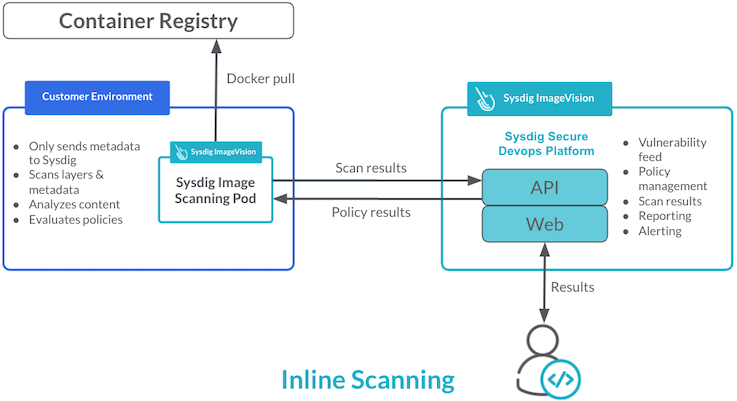 Container Registry
Docker pull
Customer Environment
Only sends metadata
to Sysdig
Scans layers &
metadata
Analyzes content
Evaluates policies
Sysdig ImageVision
Sysdig Image
Scanning Pod
Scan results
Policy results
Sysdig ImageVision
Sysdig Secure
Devops Platform
API
Web
Vulnerability
feed
Policy
management
Scan results
Reporting
Alerting
Results
Inline Scanning